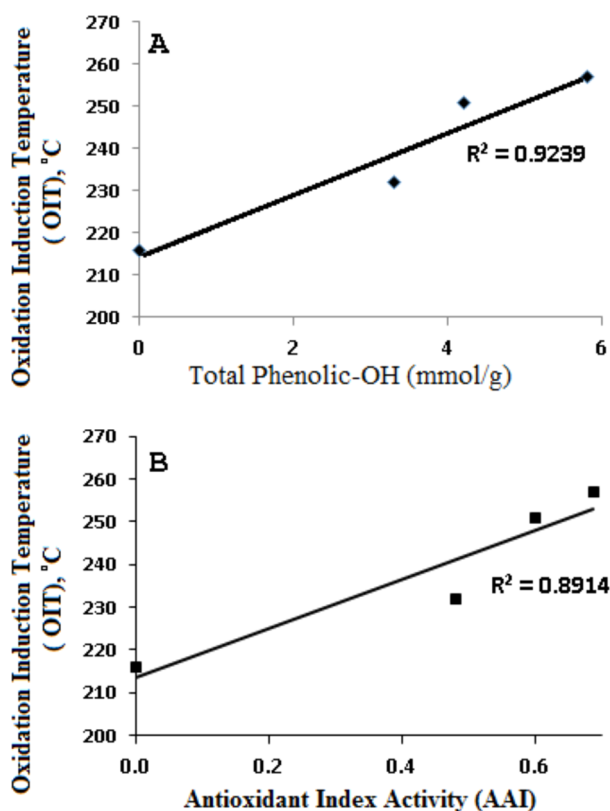 A
Oxidation Induction Temperature
( OIT), °C
270
260
250
240
230
220
210
200
R² = 0.9239
0
2
4
6
Total Phenolic-OH (mmol/g)
B
Oxidation Induction Temperature
( OIT), °C
270
260
250
240
230
220
210
200
R² = 0.8914
0.0
0.2
0.4
0.6
Antioxidant Index Activity (AAI)